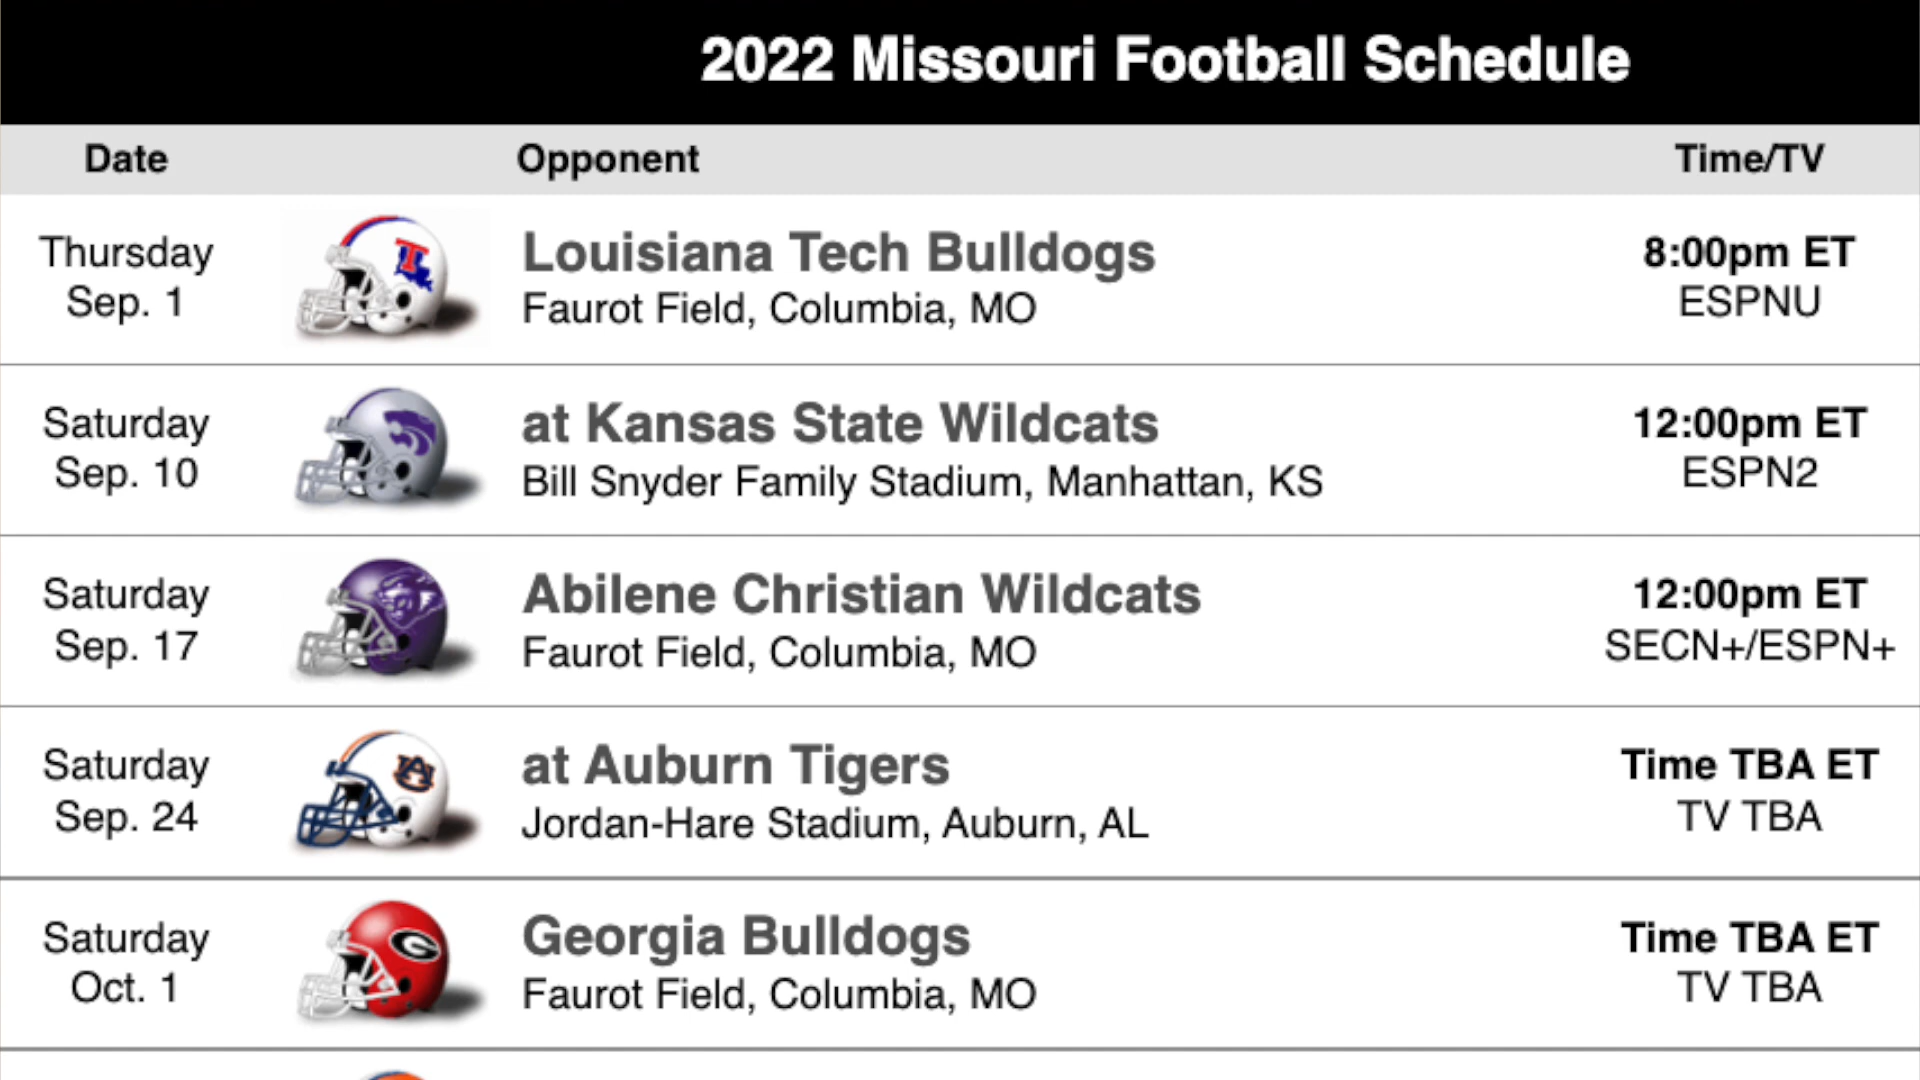 2022 Missouri Football Schedule
Date Opponent Time/TV
Thursday
Sep. 1
Louisiana Tech Bulldogs
Faurot Field, Columbia, MO
8:00pm ET
ESPNU
Saturday
Sep. 10
at Kansas State Wildcats
Bill Snyder Family Stadium, Manhattan, KS
12:00pm ET
ESPN2
Saturday
Sep. 17
Abilene Christian Wildcats
Faurot Field, Columbia, MO
12:00pm ET
SECN+/ESPN+
Saturday
Sep. 24
at Auburn Tigers
Jordan-Hare Stadium, Auburn, AL
Time TBA ET
TV TBA
Saturday
Oct. 1
Georgia Bulldogs
Faurot Field, Columbia, MO
Time TBA ET
TV TBA